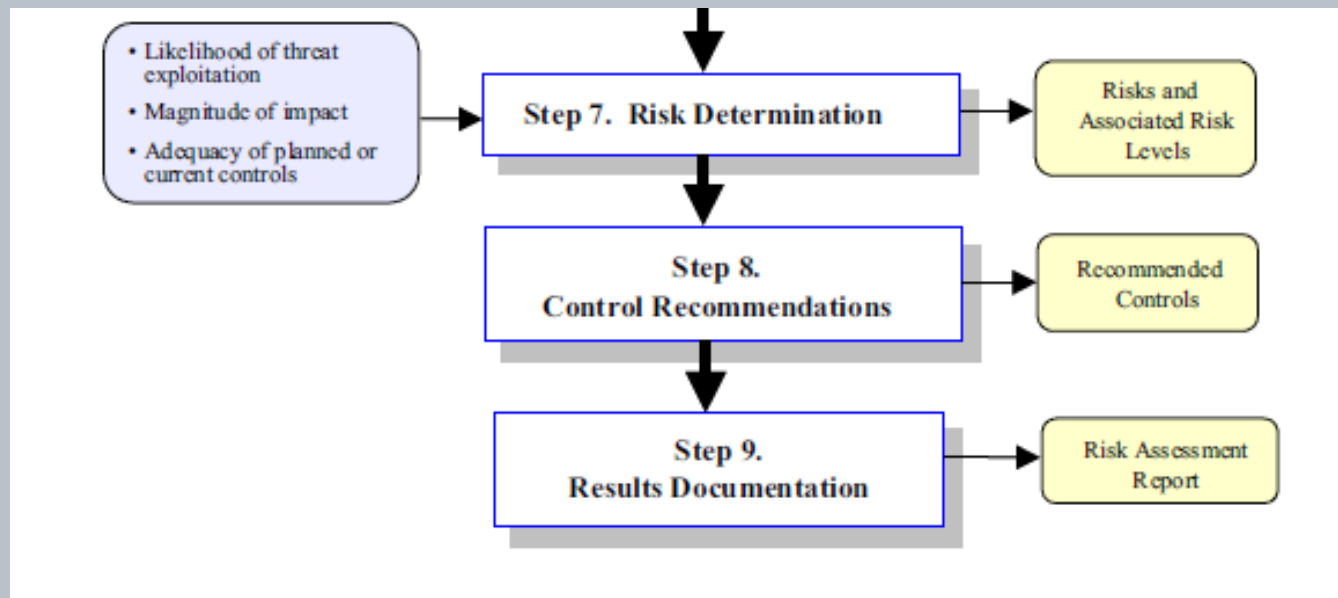 • Likelihood of threat
exploitation
• Magnitude of impact
• Adequacy of planned or
current controls
Step 7. Risk Determination
Risks and
Associated Risk
Levels
Step 8.
Control Recommendations
Recommended
Controls
Step 9.
Results Documentation
Risk Assessment
Report